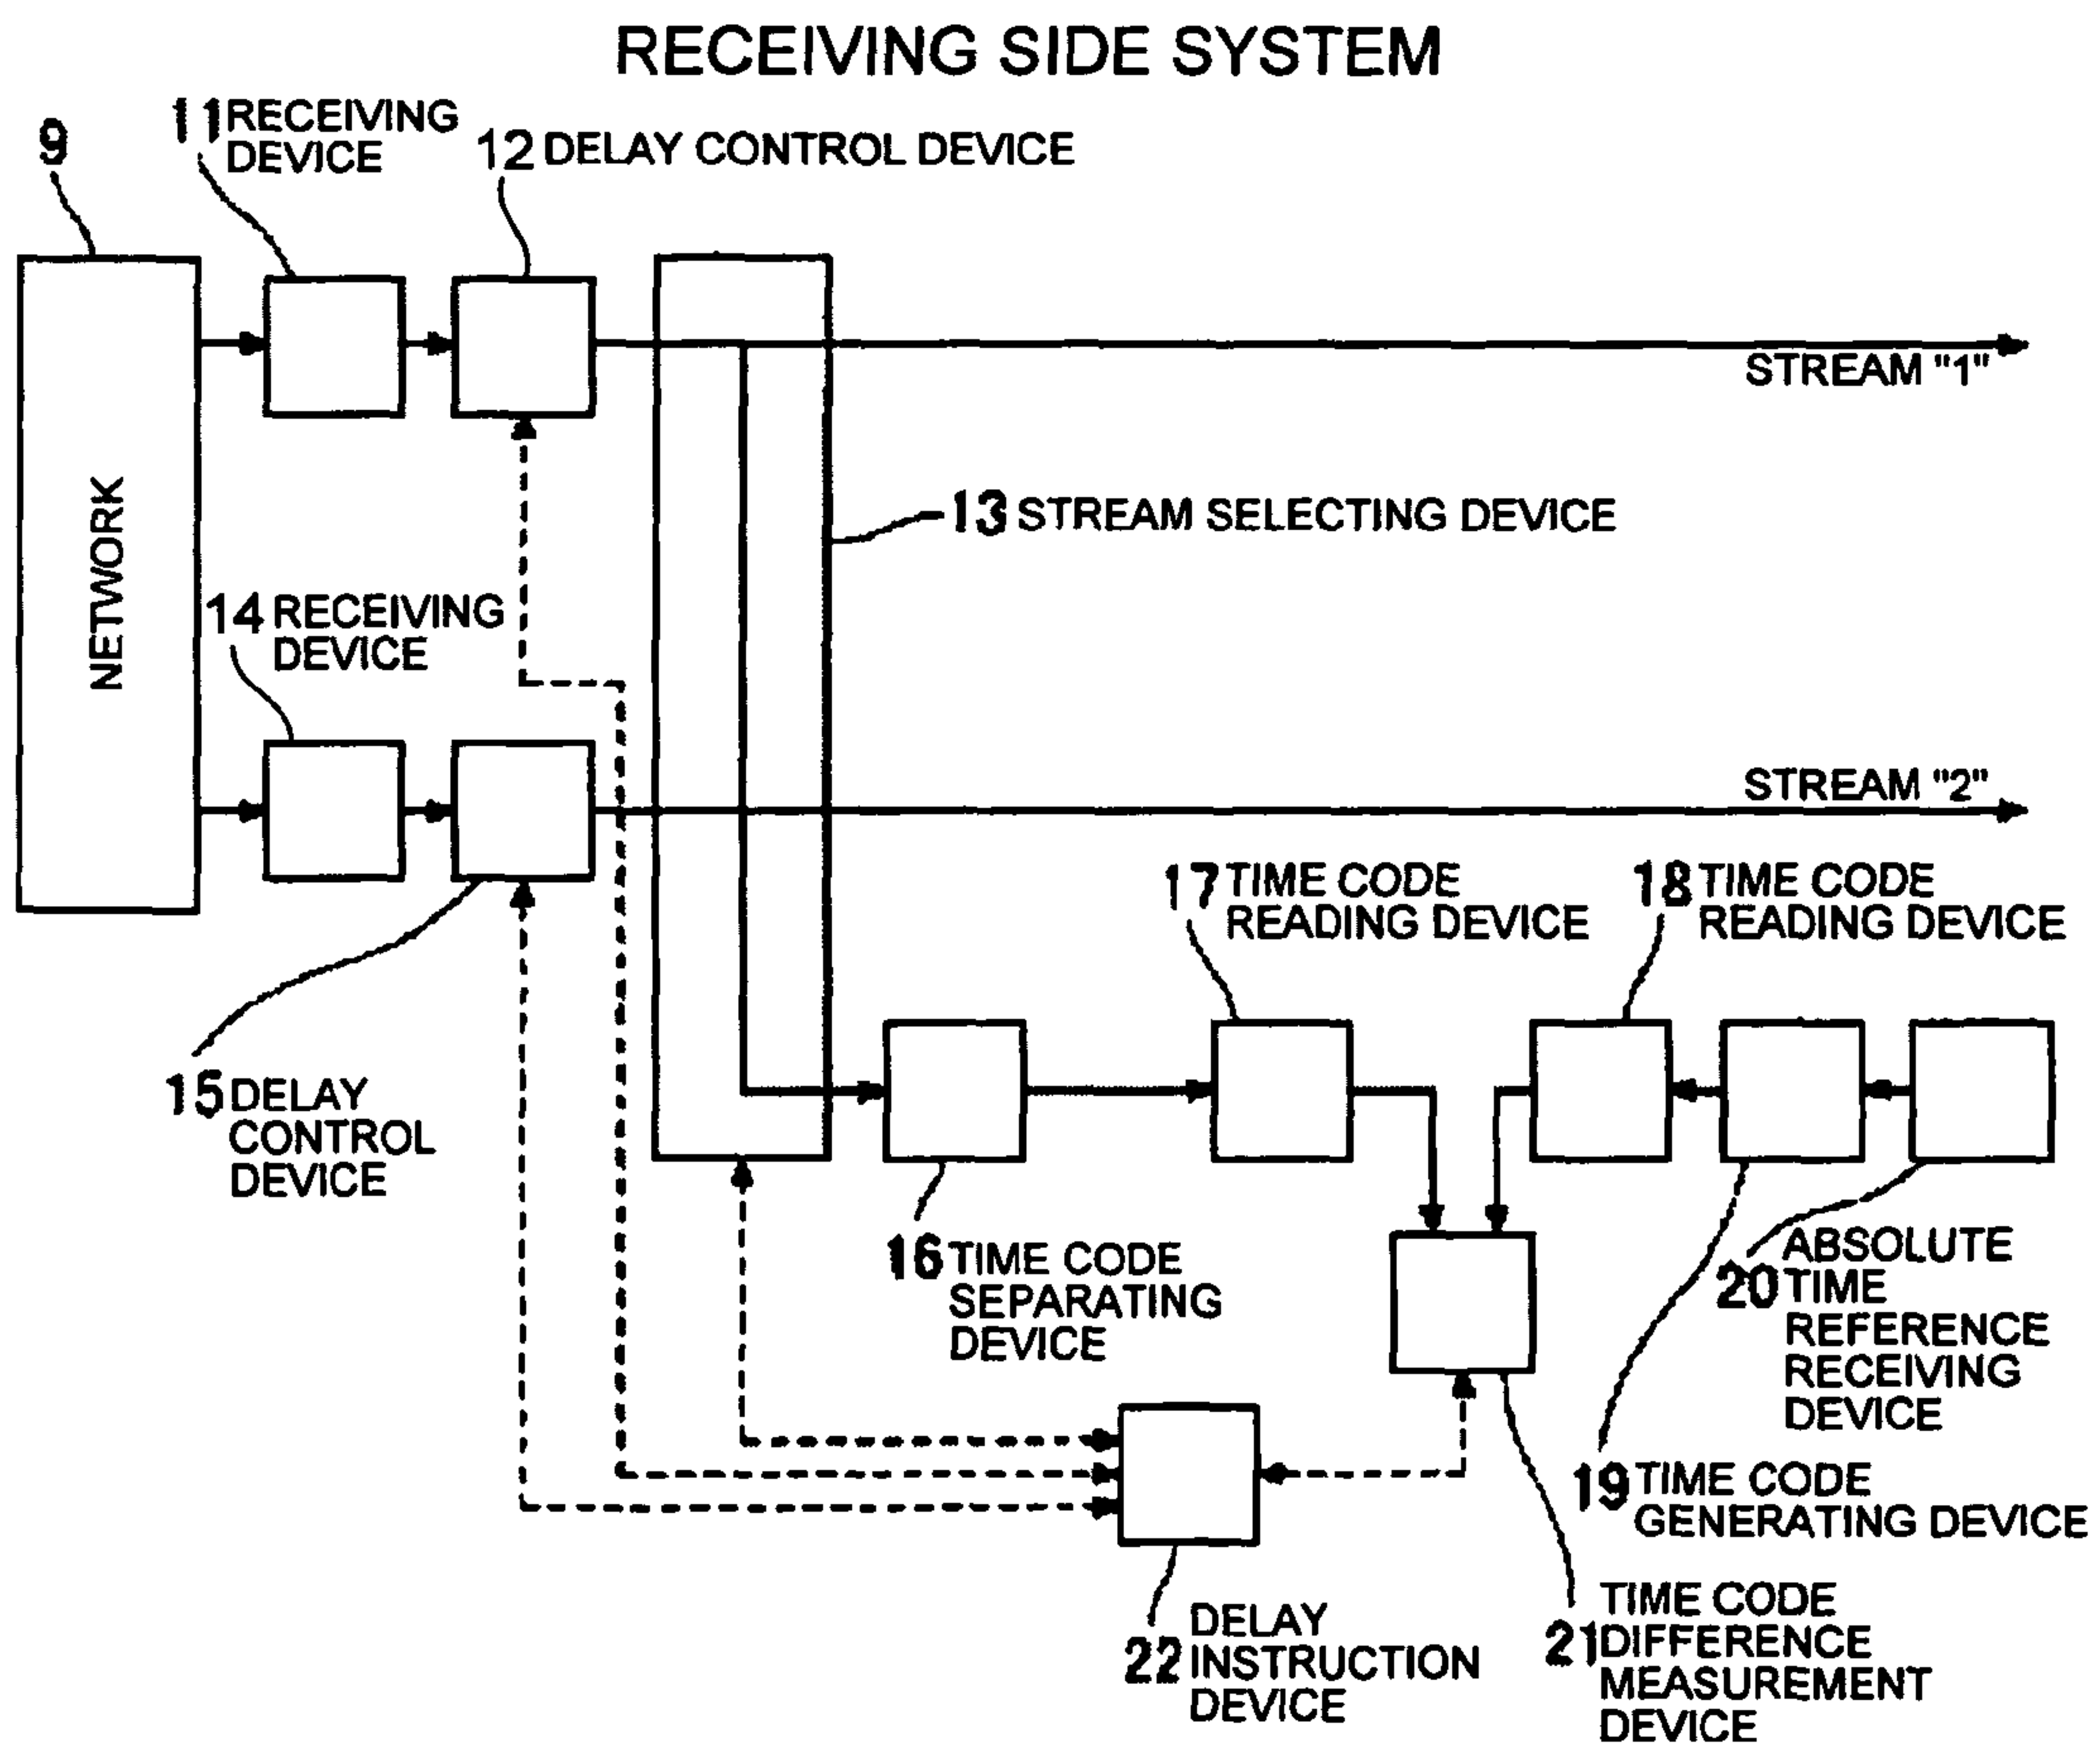 RECEIVING SIDE SYSTEM
9
11 RECEIVING
DEVICE
12 DELAY CONTROL DEVICE
NETWORK
STREAM "1"
13 STREAM SELECTING DEVICE
14 RECEIVING
DEVICE
STREAM "2"
15 DELAY
CONTROL
DEVICE
17 TIME CODE
READING DEVICE
18 TIME CODE
READING DEVICE
16 TIME CODE
SEPARATING
DEVICE
ABSOLUTE
20 TIME
REFERENCE
RECEIVING
DEVICE
19 TIME CODE
GENERATING DEVICE
DELAY
22 INSTRUCTION
DEVICE
TIME CODE
21 DIFFERENCE
MEASUREMENT
DEVICE